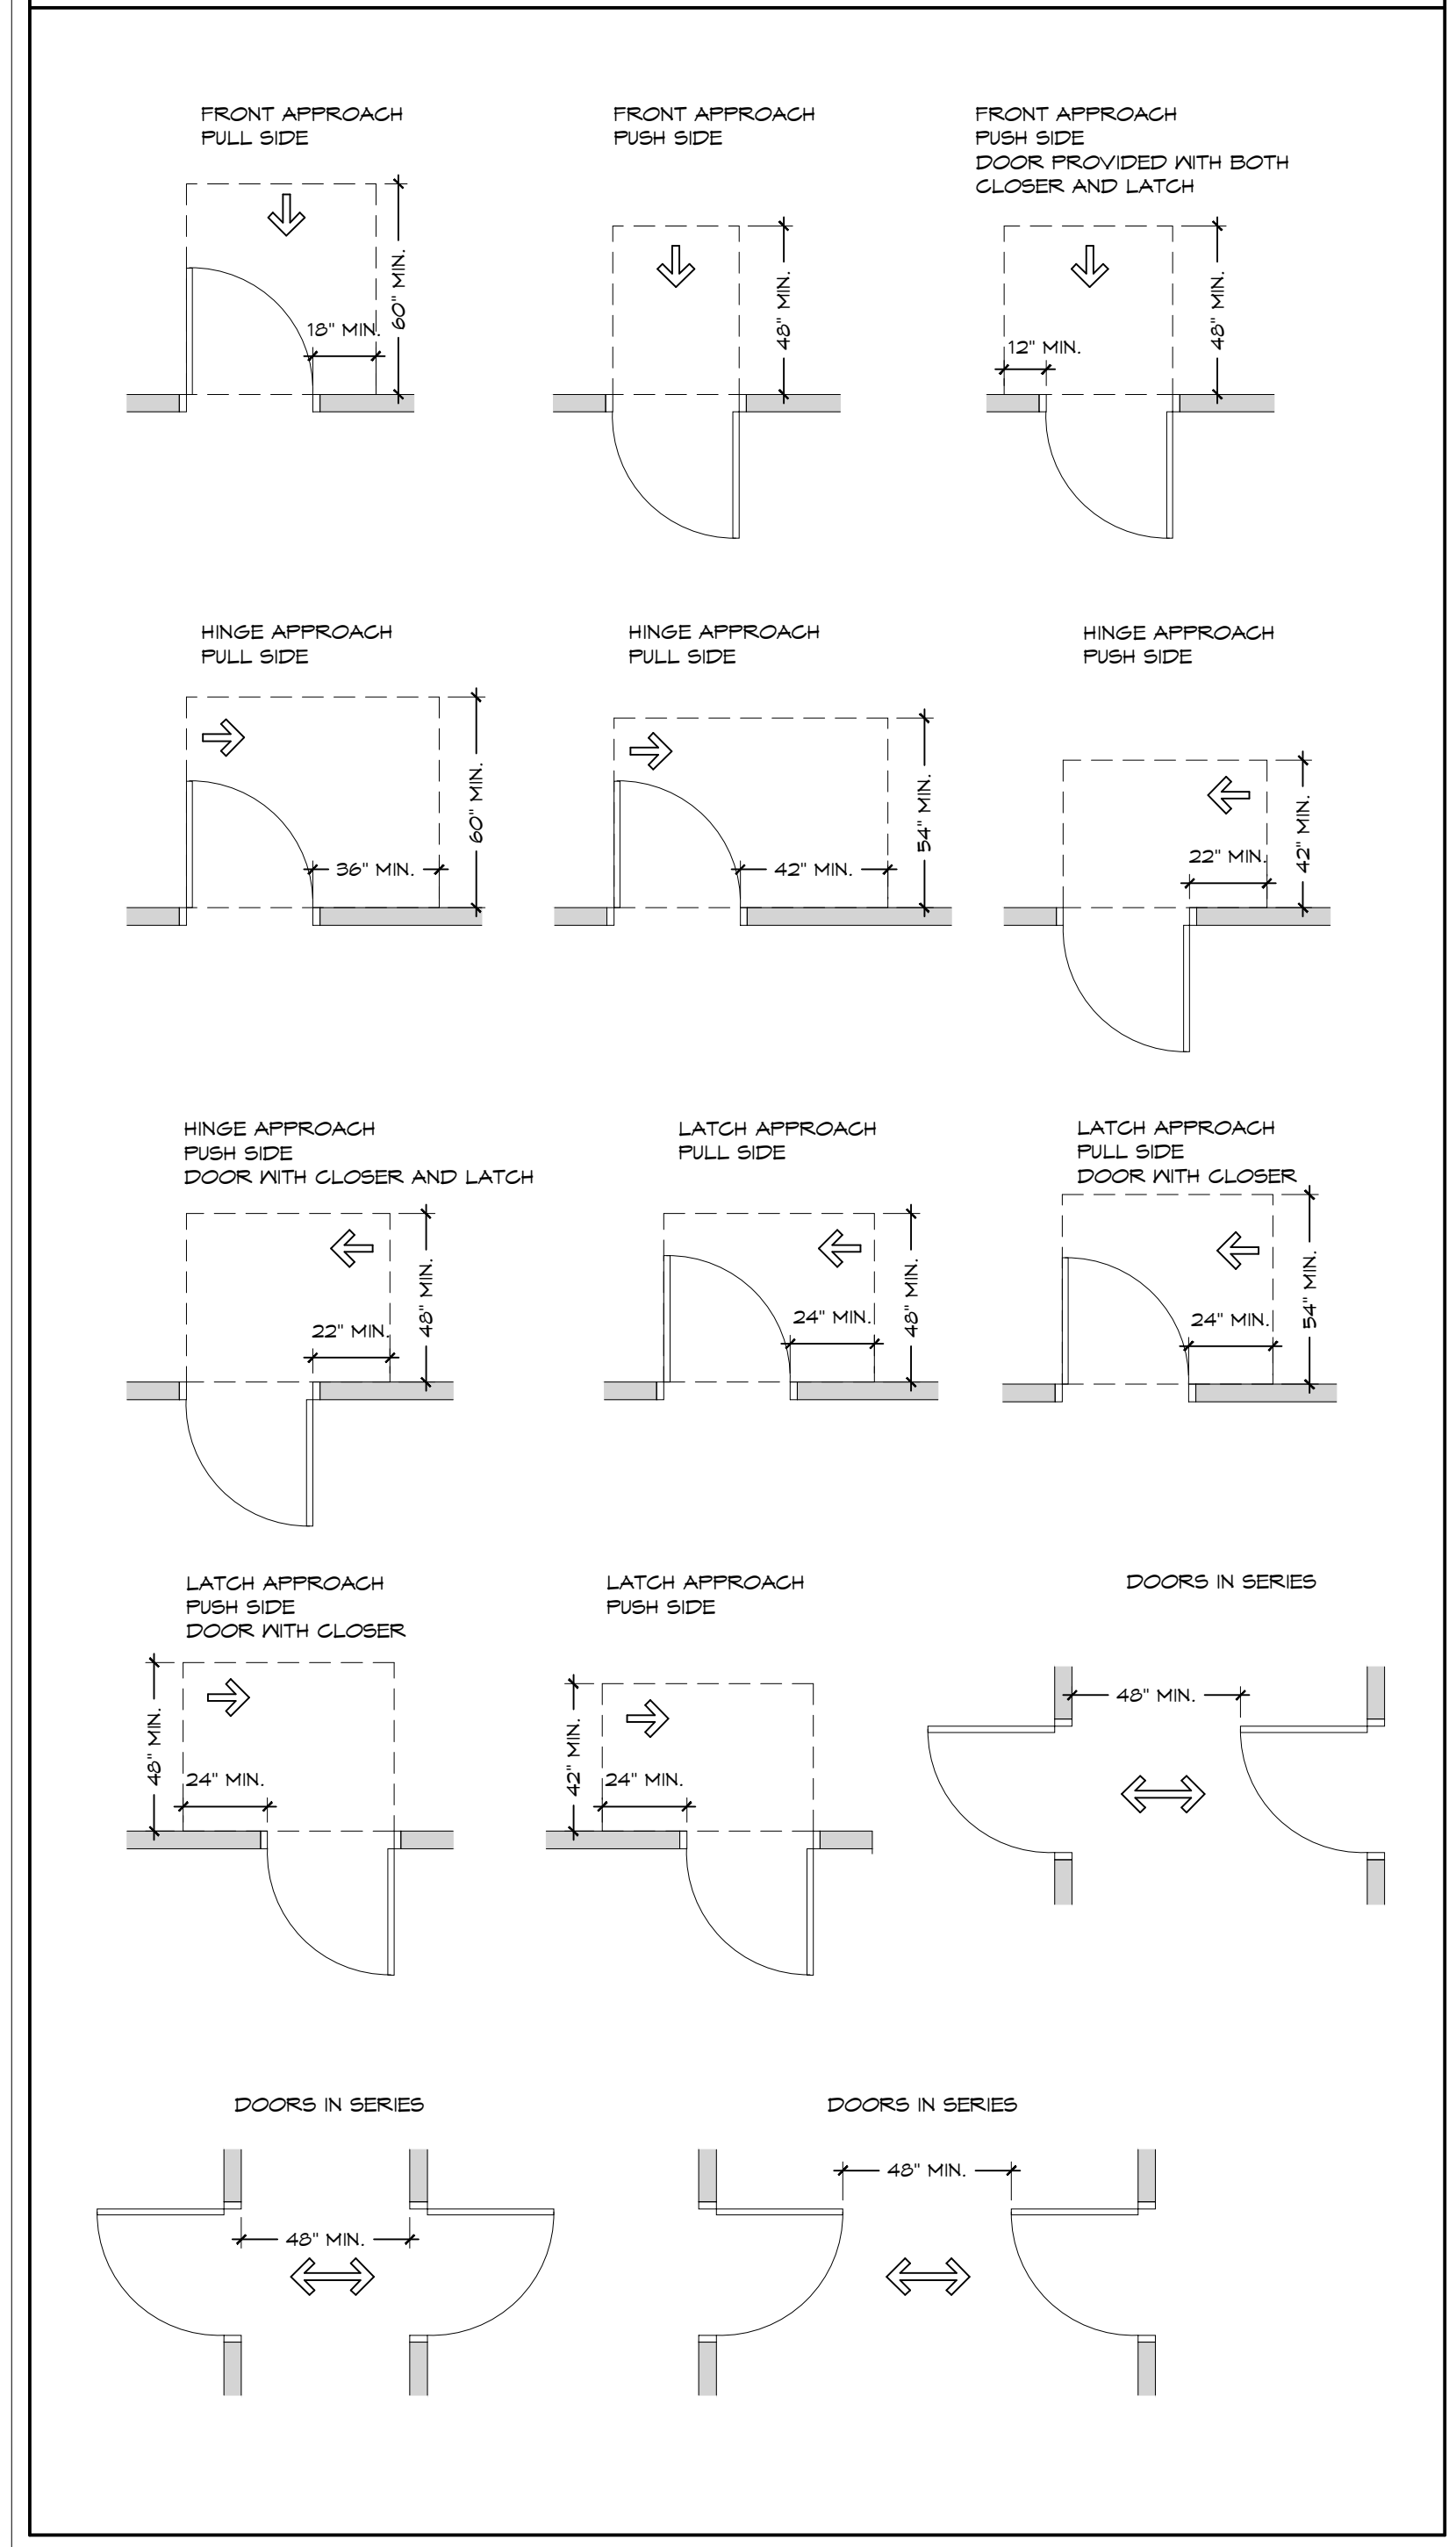 FRONT APPROACH
PULL SIDE
60" MIN.
18" MIN.
FRONT APPROACH
PUSH SIDE
48" MIN.
FRONT APPROACH
PUSH SIDE
DOOR PROVIDED WITH BOTH
CLOSER AND LATCH
48" MIN.
12" MIN.
HINGE APPROACH
PULL SIDE
60" MIN.
36" MIN.
HINGE APPROACH
PULL SIDE
54" MIN.
42" MIN.
HINGE APPROACH
PUSH SIDE
42" MIN.
22" MIN.
HINGE APPROACH
PUSH SIDE
DOOR WITH CLOSER AND LATCH
48" MIN.
22" MIN.
LATCH APPROACH
PULL SIDE
48" MIN.
24" MIN.
LATCH APPROACH
PULL SIDE
DOOR WITH CLOSER
54" MIN.
24" MIN.
LATCH APPROACH
PUSH SIDE
DOOR WITH CLOSER
48" MIN.
24" MIN.
LATCH APPROACH
PUSH SIDE
42" MIN.
24" MIN.
DOORS IN SERIES
48" MIN.
DOORS IN SERIES
48" MIN.
DOORS IN SERIES
48" MIN.